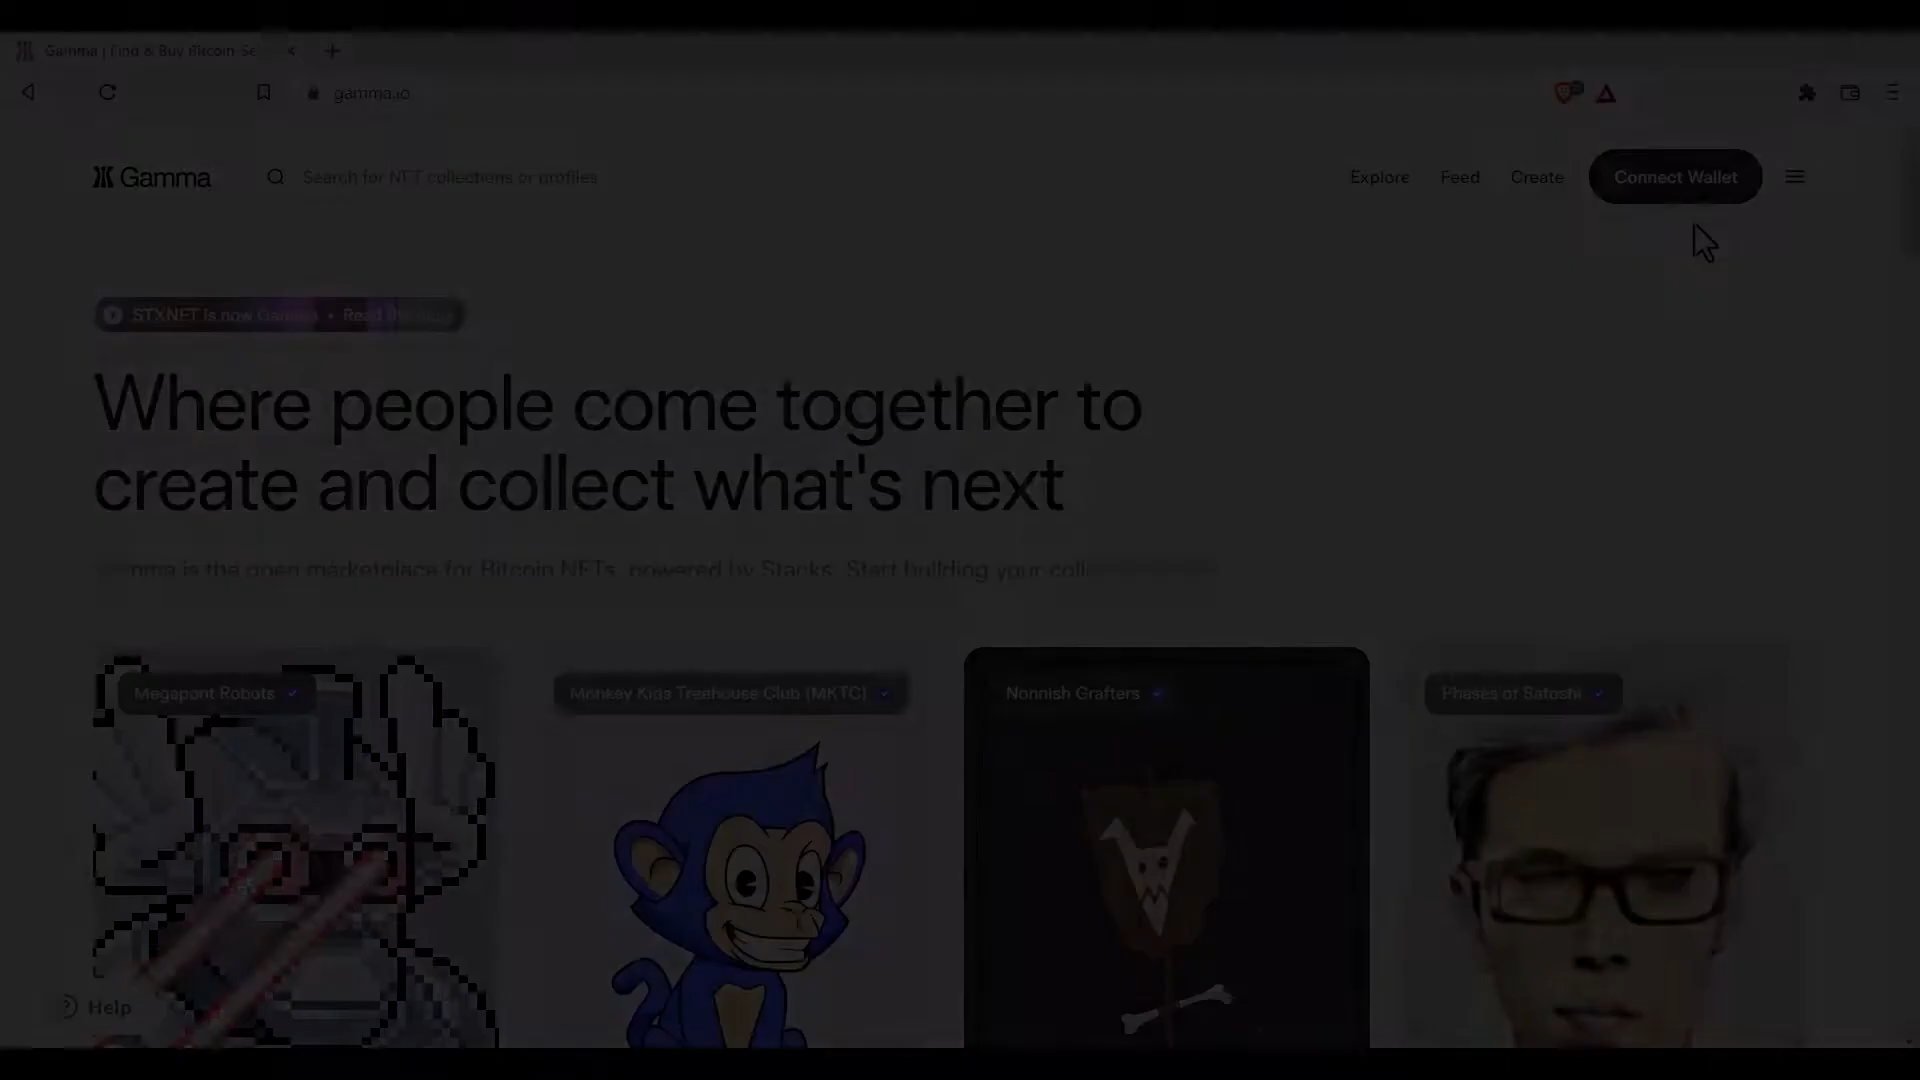 Gamma | Find & Buy Bitcoin-Se
gamma.io
Gamma
Search for NFT collections or profiles
Explore
Feed
Create
Connect Wallet
STXNFT is now Gamma • Read the
Where people come together to
create and collect what's next
is the open marketplace for Bitcoin NFTs, powered by Stacks. Start building your
Megapont Robots
Monkey Kids Treehouse Club (MKTC)
Nonnish Grafters
Phases of Satoshi
Help